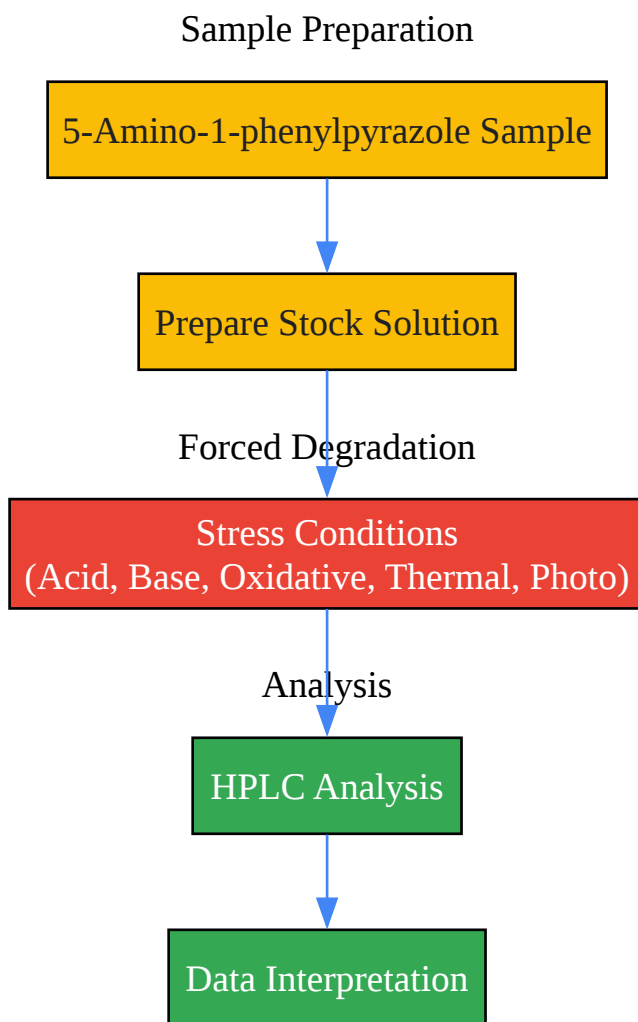 Sample Preparation
5-Amino-1-phenylpyrazole Sample
Prepare Stock Solution
Forced Degradation
Stress Conditions
(Acid, Base, Oxidative, Thermal, Photo)
Analysis
HPLC Analysis
Data Interpretation